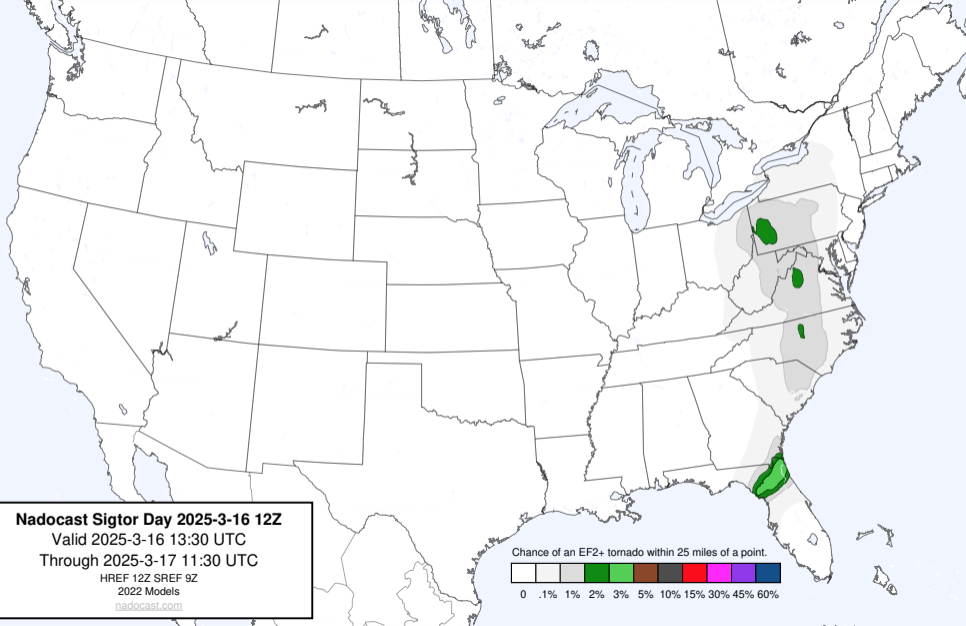 Nadocast Sigtor Day 2025-3-16 12Z
Valid 2025-3-16 13:30 UTC
Through 2025-3-17 11:30 UTC
HREF 12Z SREF 9Z
2022 Models
nadocast.com
Chance of an EF2+ tornado within 25 miles of a point.
0 .1% 1% 2% 3% 5% 10% 15% 30% 45% 60%